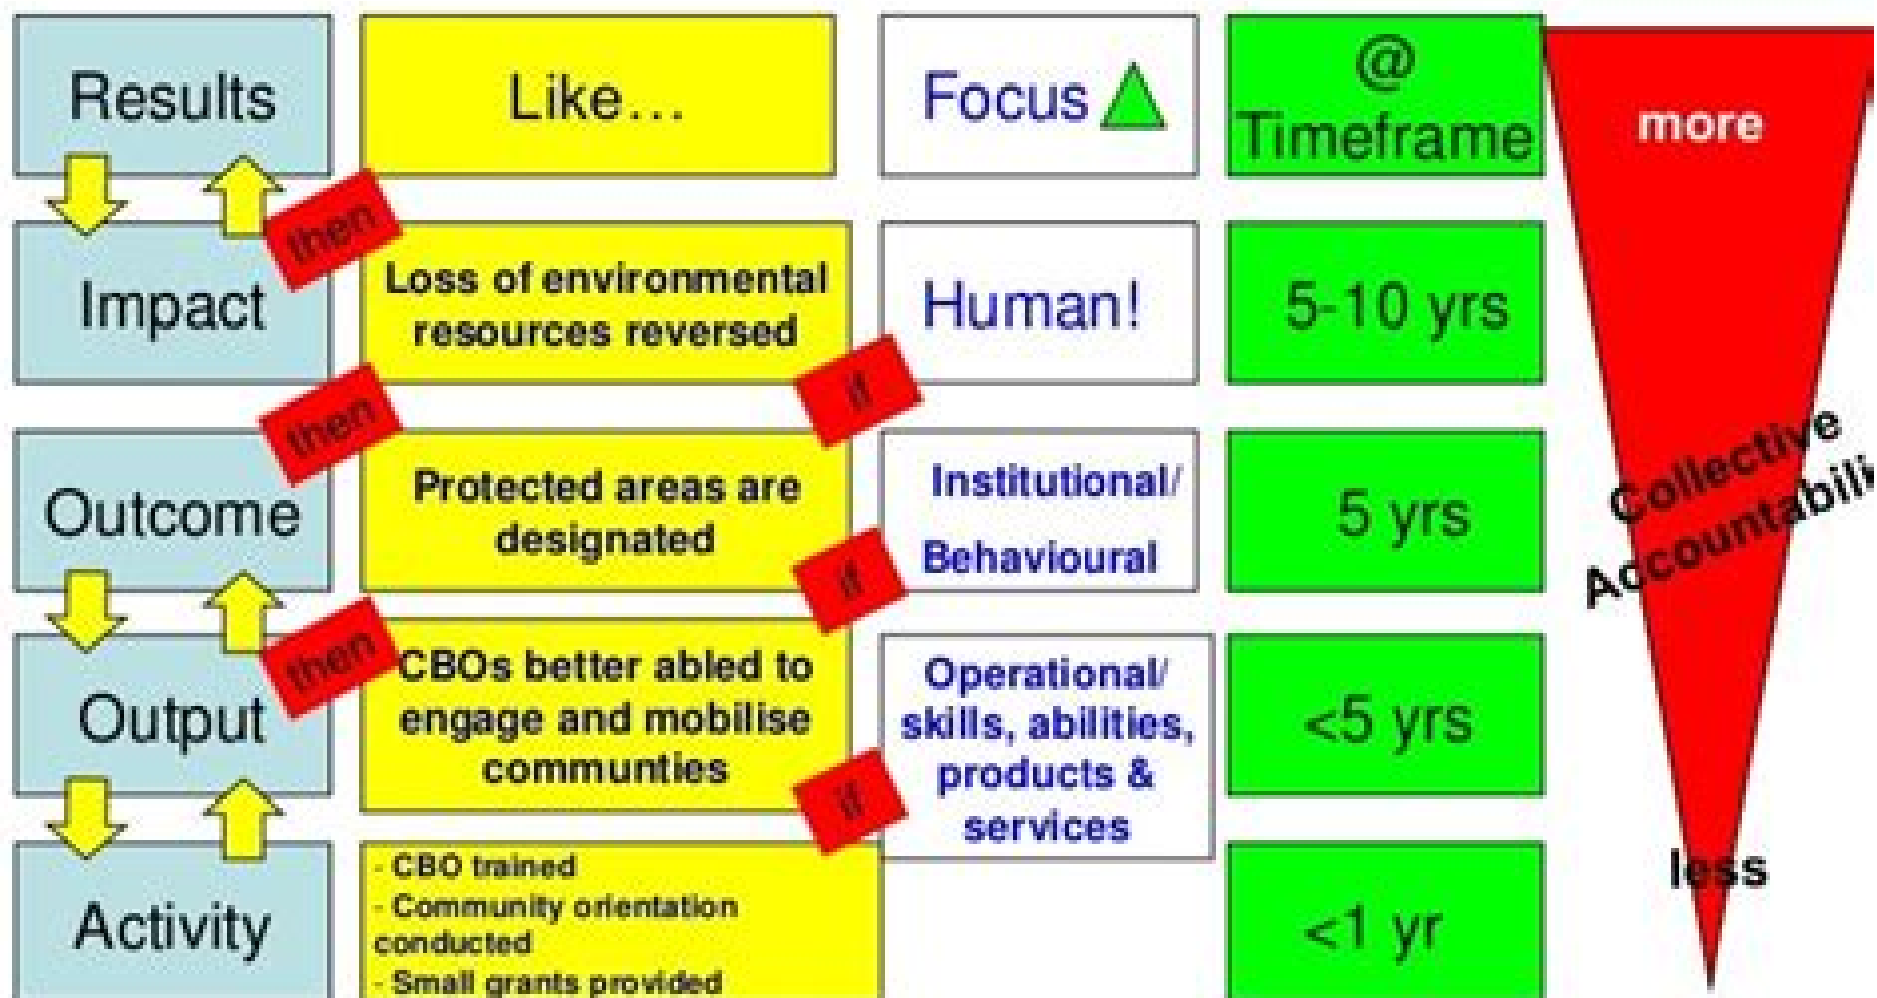 Results
Like...
Focus
@
Timeframe
more
then
Impact
Loss of environmental
resources reversed
Human!
5-10 yrs
then
if
Outcome
Protected areas are
designated
Institutional/
Behavioural
5 yrs
Collective
Accountabili
then
if
Output
CBOs better abled to
engage and mobilise
communties
Operational/
skills, abilities,
products &
services
<5 yrs
if
less
Activity
- CBO trained
- Community orientation
conducted
- Small grants provided
<1 yr